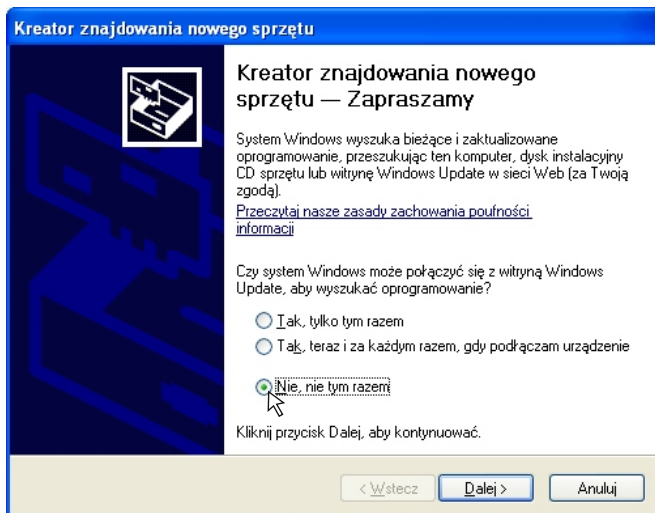 Kreator znajdowania nowego sprzętu
Kreator znajdowania nowego
sprzętu — Zapraszamy
System Windows wyszuka bieżące i zaktualizowane
oprogramowanie, przeszukując ten komputer, dysk instalacyjny
CD sprzętu lub witrynę Windows Update w sieci Web (za Twoją
zgodą).
Przeczytaj nasze zasady zachowania poufności
informacji
Czy system Windows może połączyć się z witryną Windows
Update, aby wyszukać oprogramowanie?
Tak, tylko tym razem
Tak, teraz i za każdym razem, gdy podłączam urządzenie
Nie, nie tym razem
Kliknij przycisk Dalej, aby kontynuować.
< Wstecz Dalej > Anuluj